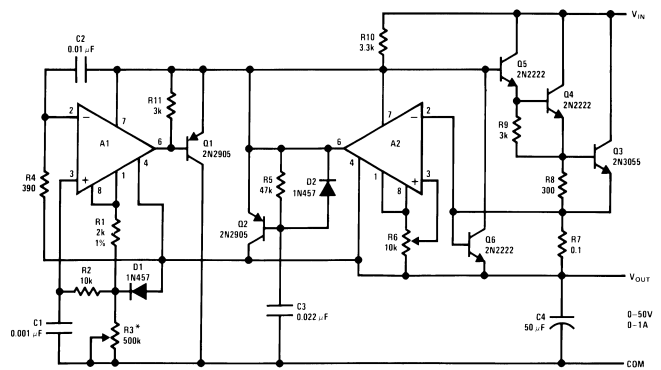 C2
0.01 μF
R10
3.3k
VIN
Q5
2N2222
Q4
2N2222
R11
3k
2
−
7
A1
6
4
3
+
8
1
Q1
2N2905
R4
390
7
2
−
6
A2
4
1
8
3
+
R9
3k
Q3
2N3055
R5
47k
D2
1N457
R8
300
R1
2k
1%
Q2
2N2905
R6
10k
Q6
2N2222
R7
0.1
R2
10k
D1
1N457
VOUT
C1
0.001 μF
R3*
500k
C3
0.022 μF
C4
50 μF
0–50V
0–1A
COM